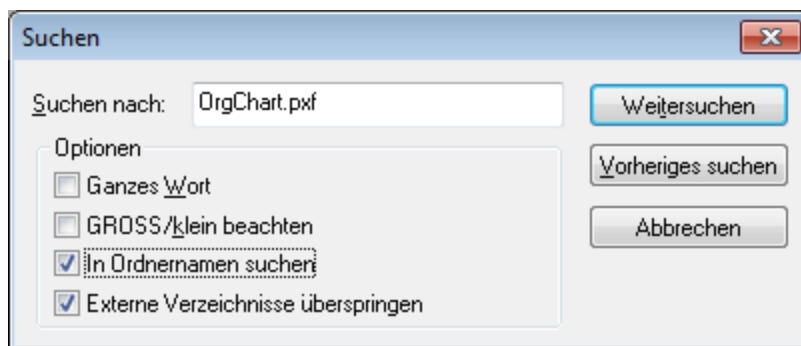 Suchen
Suchen nach: OrgChart.pxf
Weitersuchen
Optionen
Ganzes Wort
Vorheriges suchen
GROSS/klein beachten
Abbrechen
In Ordnernamen suchen
Externe Verzeichnisse überspringen